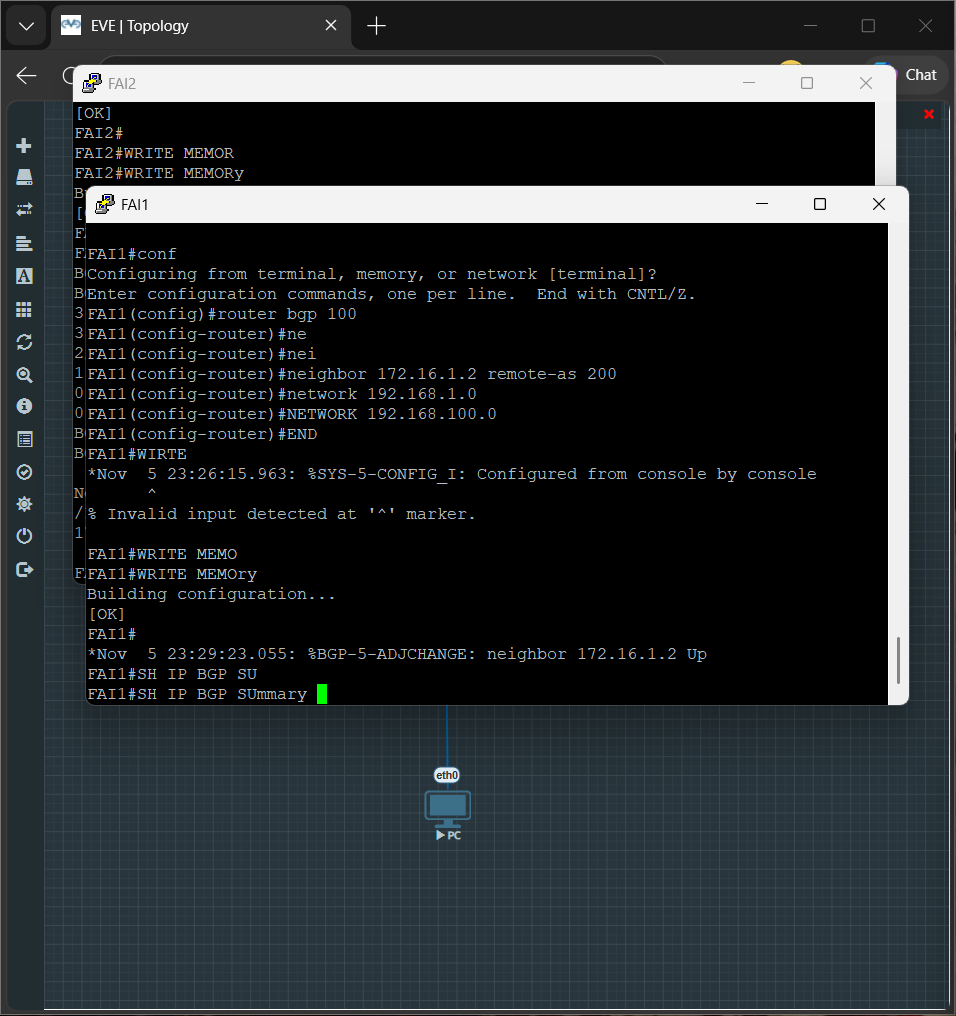 EVE | Topology
Chat
FAI2
[OK]
FAI2#
FAI2#WRITE MEMOR
FAI2#WRITE MEMORy
FAI1
FAI1#conf
Configuring from terminal, memory, or network [terminal]?
Enter configuration commands, one per line.  End with CNTL/Z.
FAI1(config)#router bgp 100
FAI1(config-router)#ne
FAI1(config-router)#nei
FAI1(config-router)#neighbor 172.16.1.2 remote-as 200
FAI1(config-router)#network 192.168.1.0
FAI1(config-router)#NETWORK 192.168.100.0
FAI1(config-router)#END
FAI1#WIRTE
*Nov  5 23:26:15.963: %SYS-5-CONFIG_I: Configured from console by console
^
% Invalid input detected at '^' marker.
FAI1#WRITE MEMO
FAI1#WRITE MEMOry
Building configuration...
[OK]
FAI1#
*Nov  5 23:29:23.055: %BGP-5-ADJCHANGE: neighbor 172.16.1.2 Up
FAI1#SH IP BGP SU
FAI1#SH IP BGP SUmmary
eth0
PC